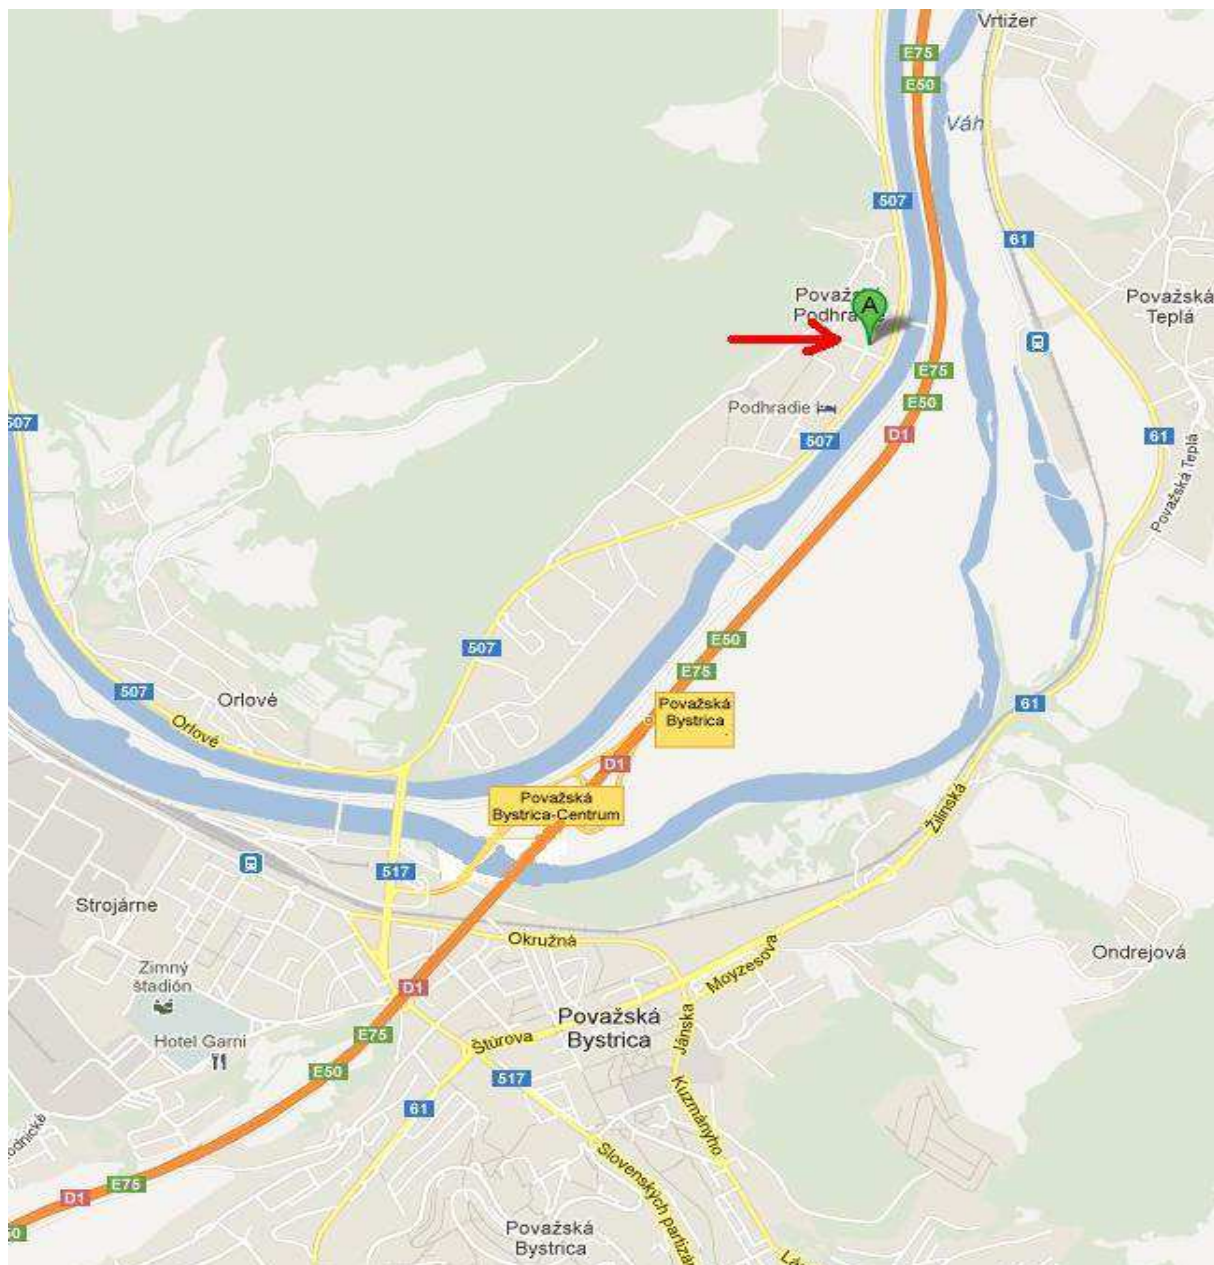 Vrtižer
E75
E50
Váh
507
61
Považská
Teplá
A
E75
Podhradie
E50
507
D1
61
507
Považská Teplá
E50
507
E75
507
Orlové
Považská
Bystrica
61
Orlové
D1
Považská
Bystrica-Centrum
Žilinská
517
Strojárne
Okružná
Moyzesova
Ondrejová
Zimný
štadión
D1
Považská
Bystrica
E75
Štúrova
Jánska
Hotel Garni
E50
517
61
Kuzmányho
Slovenských partizán
E75
D1
Považská
Bystrica